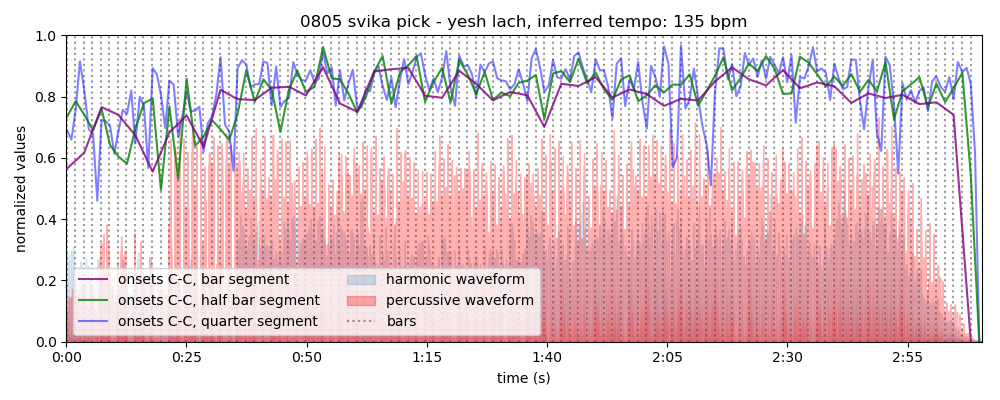 0805 svika pick - yesh lach, inferred tempo: 135 bpm
1.0
0.8
0.6
0.4
0.2
0.0
normalized values
onsets C-C, bar segment
onsets C-C, half bar segment
onsets C-C, quarter segment
harmonic waveform
percussive waveform
bars
0:00 0:25 0:50 1:15 1:40 2:05 2:30 2:55
time (s)